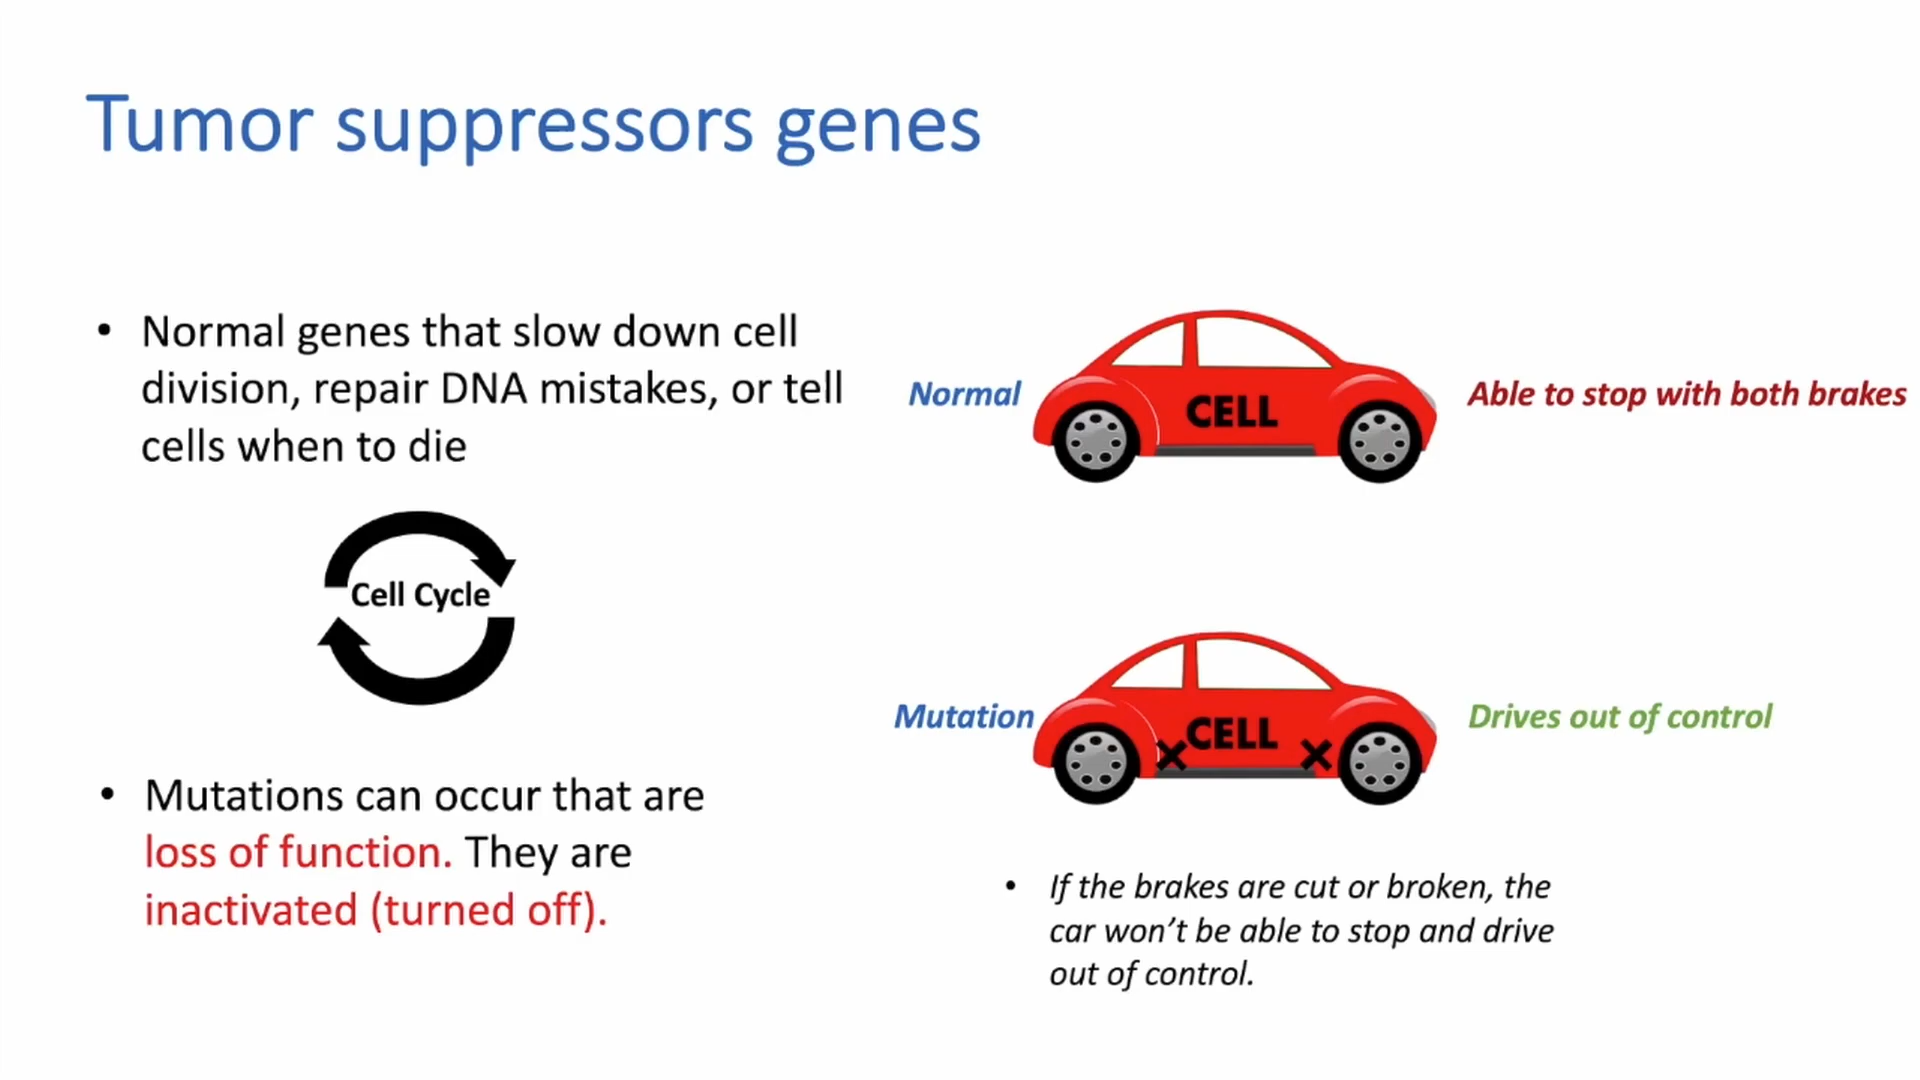 Tumor suppressors genes
• Normal genes that slow down cell
division, repair DNA mistakes, or tell
cells when to die
Cell Cycle
• Mutations can occur that are
loss of function. They are
inactivated (turned off).
Normal
CELL
Able to stop with both brakes
Mutation
CELL
Drives out of control
• If the brakes are cut or broken, the
car won’t be able to stop and drive
out of control.